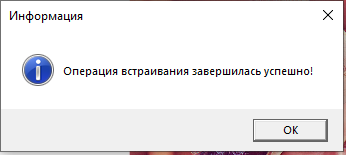 Информация
Операция встраивания завершилась успешно!
OK